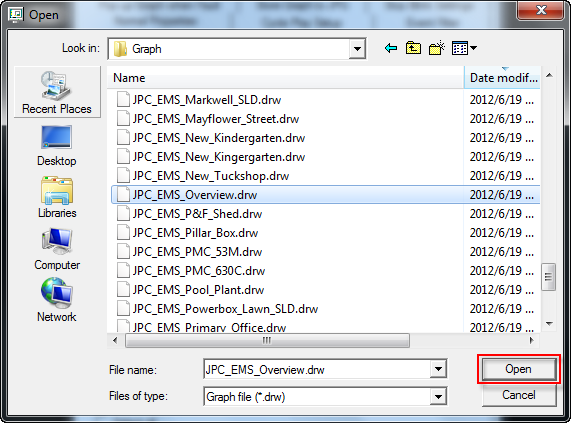 Open
Look in: Graph
Name Date modif...
JPC_EMS_Markwell_SLD.drw 2012/6/19 ...
JPC_EMS_Mayflower_Street.drw 2012/6/19 ...
JPC_EMS_New_Kindergarten.drw 2012/6/19 ...
JPC_EMS_New_Kingergarten.drw 2012/6/19 ...
JPC_EMS_New_Tuckshop.drw 2012/6/19 ...
JPC_EMS_Overview.drw 2012/6/19 ...
JPC_EMS_P&F_Shed.drw 2012/6/19 ...
JPC_EMS_Pillar_Box.drw 2012/6/19 ...
JPC_EMS_PMC_53M.drw 2012/6/19 ...
JPC_EMS_PMC_630C.drw 2012/6/19 ...
JPC_EMS_Pool_Plant.drw 2012/6/19 ...
JPC_EMS_Powerbox_Lawn_SLD.drw 2012/6/19 ...
JPC_EMS_Primary_Office.drw 2012/6/19 ...
Recent Places
Desktop
Libraries
Computer
Network
File name: JPC_EMS_Overview.drw Open
Files of type: Graph file (*.drw) Cancel